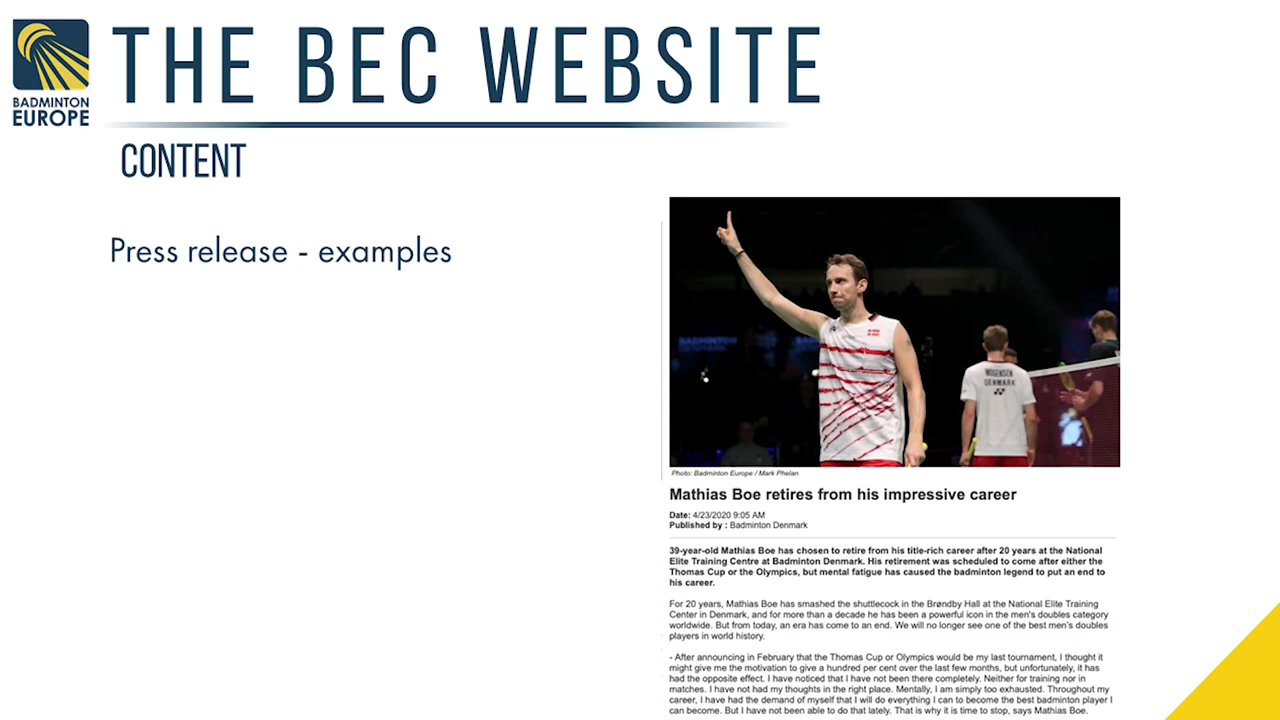 THE BEC WEBSITE
BADMINTON
EUROPE
CONTENT
Press release - examples
MOGENSEN
DENMARK
Photo: Badminton Europe / Mark Phelan
Mathias Boe retires from his impressive career
Date: 4/23/2020 9:05 AM
Published by : Badminton Denmark
39-year-old Mathias Boe has chosen to retire from his title-rich career after 20 years at the National
Elite Training Centre at Badminton Denmark. His retirement was scheduled to come after either the
Thomas Cup or the Olympics, but mental fatigue has caused the badminton legend to put an end to
his career.
For 20 years, Mathias Boe has smashed the shuttlecock in the Brøndby Hall at the National Elite Training
Center in Denmark, and for more than a decade he has been a powerful icon in the men's doubles category
worldwide. But from today, an era has come to an end. We will no longer see one of the best men's doubles
players in world history.
- After announcing in February that the Thomas Cup or Olympics would be my last tournament, I thought it
might give me the motivation to give a hundred per cent over the last few months, but unfortunately, it has
had the opposite effect. I have noticed that I have not been there completely. Neither for training nor in
matches. I have not had my thoughts in the right place. Mentally, I am simply too exhausted. Throughout my
career, I have had the demand of myself that I will do everything I can to become the best badminton player I
can become. But I have not been able to do that lately. That is why it is time to stop, says Mathias Boe.